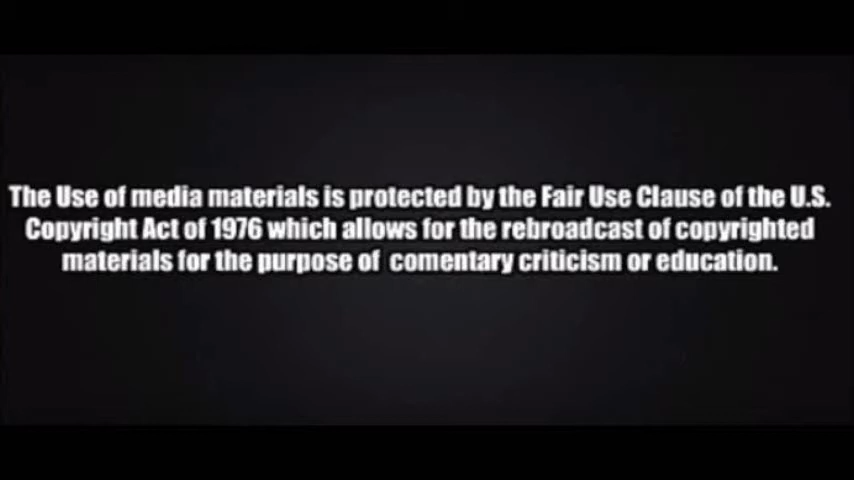 The Use of media materials is protected by the Fair Use Clause of the U.S.
Copyright Act of 1976 which allows for the rebroadcast of copyrighted
materials for the purpose of comentary criticism or education.